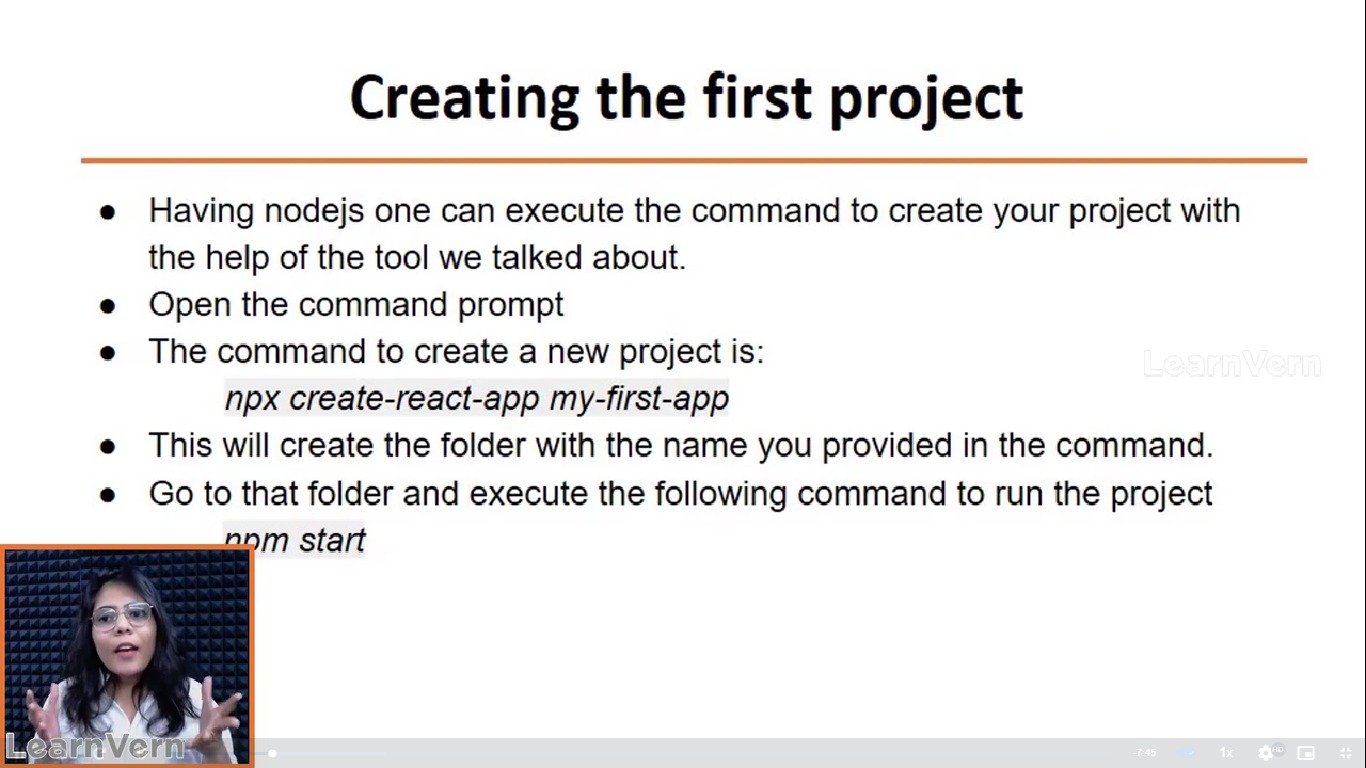 Creating the first project
● Having nodejs one can execute the command to create your project with
the help of the tool we talked about.
● Open the command prompt
● The command to create a new project is:
npx create-react-app my-first-app
● This will create the folder with the name you provided in the command.
● Go to that folder and execute the following command to run the project
npm start
LearnVern
LearnVern
-7:45
1x
HD